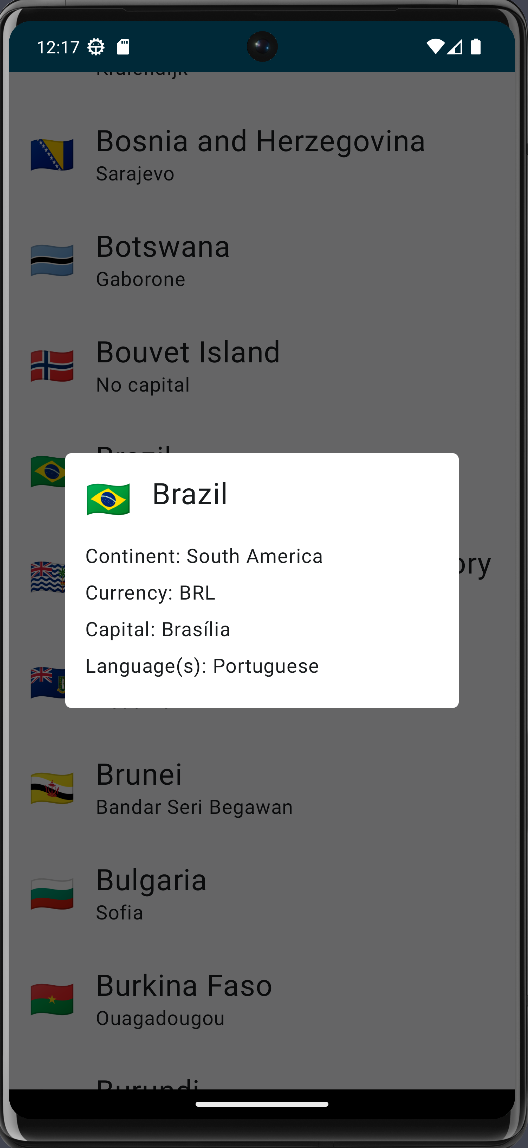 12:17
Kralendijk
Bosnia and Herzegovina
Sarajevo
Botswana
Gaborone
Bouvet Island
No capital
Brazil
ory
Brazil
Continent: South America
Currency: BRL
Capital: Brasília
Language(s): Portuguese
Brunei
Bandar Seri Begawan
Bulgaria
Sofia
Burkina Faso
Ouagadougou
Burundi